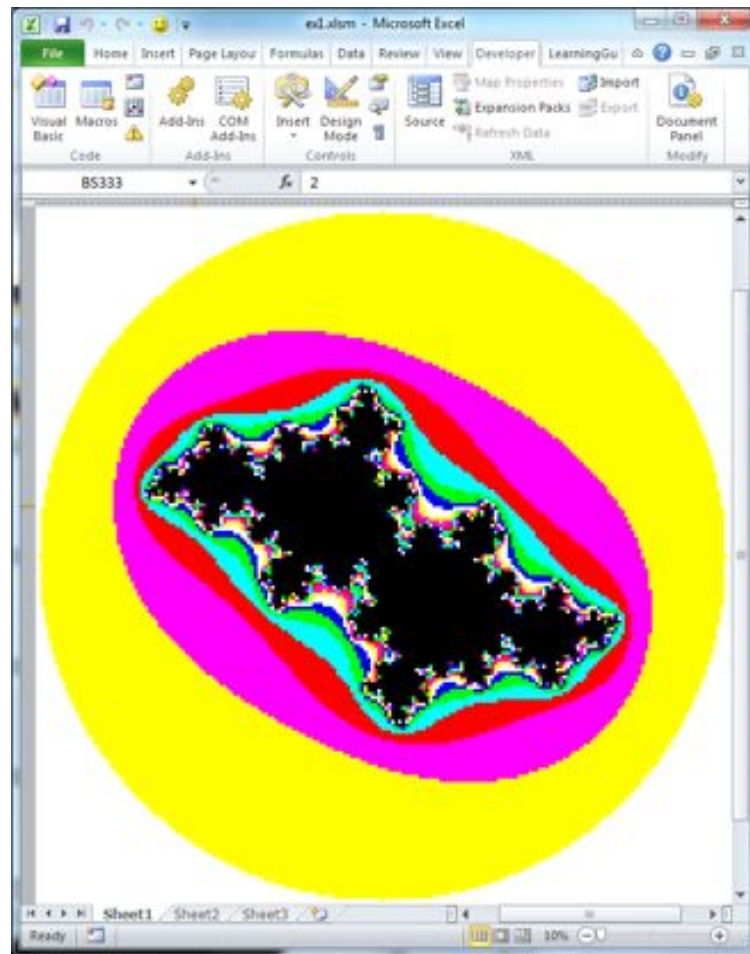 ex1.xlsm - Microsoft Excel
File Home Insert Page Layour Formulas Data Review View Developer LearningGu
Visual Basic Macros Add-Ins COM Add-Ins Insert Design Mode Source Map Properties Import Expansion Packs Export Refresh Data Document Panel
Code Add-Ins Controls XML Modify
BS333 fx 2
Sheet1 Sheet2 Sheet3
Ready 10%